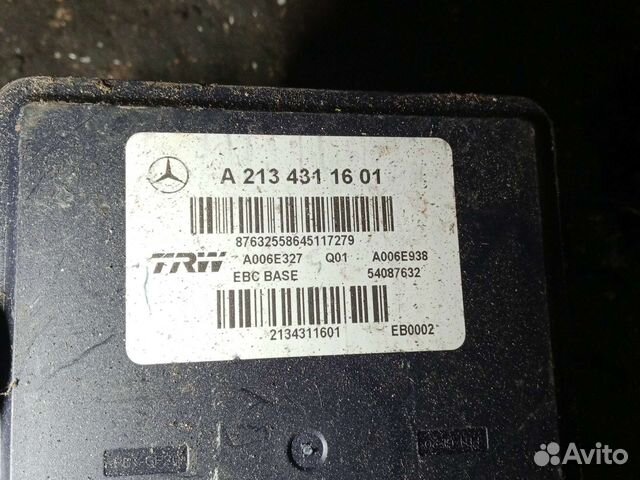 A 213 431 16 01
87632558645117279
TRW A006E327 Q01 A006E938
EBC BASE 54087632
2134311601 EB0002
Avito